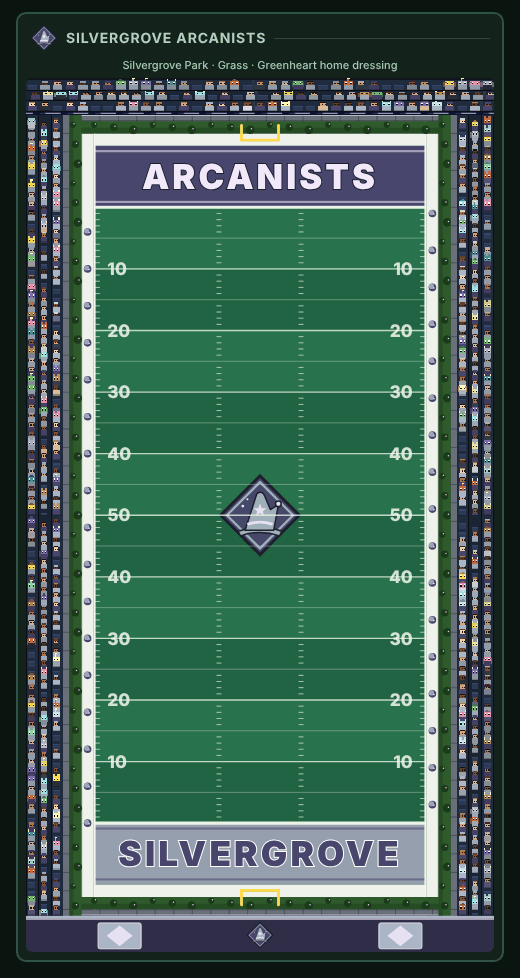 SILVERGROVE ARCANISTS
Silvergrove Park · Grass · Greenheart home dressing
ARCANISTS
10 10
20 20
30 30
40 40
50 50
40 40
30 30
20 20
10 10
SILVERGROVE